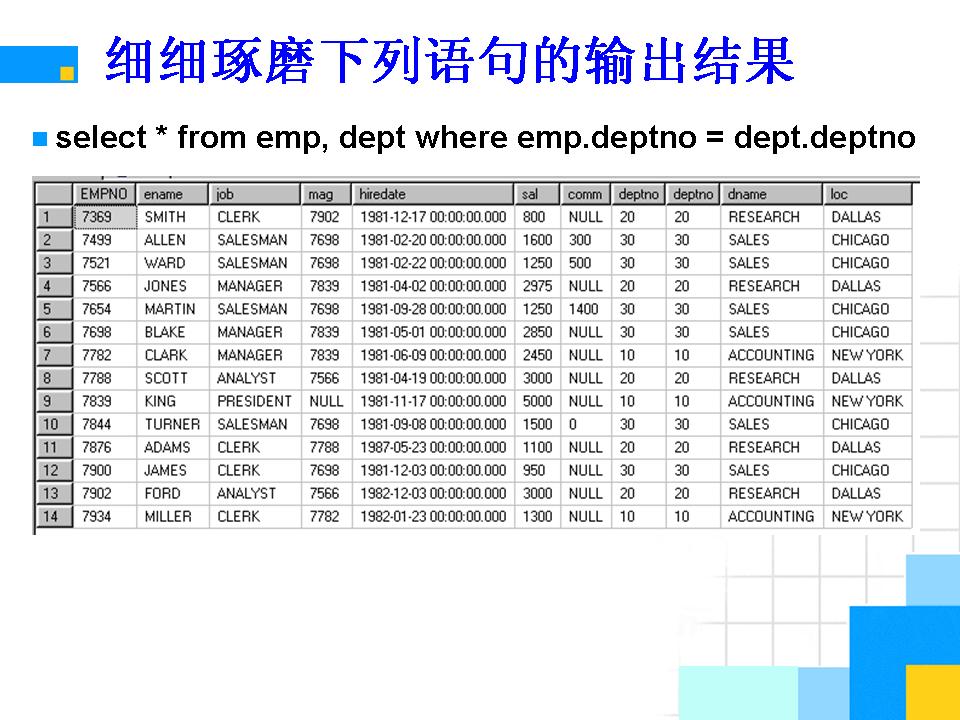 细细琢磨下列语句的输出结果
select * from emp, dept where emp.deptno = dept.deptno
EMPNO ename job mag hiredate sal comm deptno deptno dname loc
1 7369 SMITH CLERK 7902 1981-12-17 00:00:00.000 800 NULL 20 20 RESEARCH DALLAS
2 7499 ALLEN SALESMAN 7698 1981-02-20 00:00:00.000 1600 300 30 30 SALES CHICAGO
3 7521 WARD SALESMAN 7698 1981-02-22 00:00:00.000 1250 500 30 30 SALES CHICAGO
4 7566 JONES MANAGER 7839 1981-04-02 00:00:00.000 2975 NULL 20 20 RESEARCH DALLAS
5 7654 MARTIN SALESMAN 7698 1981-09-28 00:00:00.000 1250 1400 30 30 SALES CHICAGO
6 7698 BLAKE MANAGER 7839 1981-05-01 00:00:00.000 2850 NULL 30 30 SALES CHICAGO
7 7782 CLARK MANAGER 7839 1981-06-09 00:00:00.000 2450 NULL 10 10 ACCOUNTING NEW YORK
8 7788 SCOTT ANALYST 7566 1981-04-19 00:00:00.000 3000 NULL 20 20 RESEARCH DALLAS
9 7839 KING PRESIDENT NULL 1981-11-17 00:00:00.000 5000 NULL 10 10 ACCOUNTING NEW YORK
10 7844 TURNER SALESMAN 7698 1981-09-08 00:00:00.000 1500 0 30 30 SALES CHICAGO
11 7876 ADAMS CLERK 7788 1987-05-23 00:00:00.000 1100 NULL 20 20 RESEARCH DALLAS
12 7900 JAMES CLERK 7698 1981-12-03 00:00:00.000 950 NULL 30 30 SALES CHICAGO
13 7902 FORD ANALYST 7566 1982-12-03 00:00:00.000 3000 NULL 20 20 RESEARCH DALLAS
14 7934 MILLER CLERK 7782 1982-01-23 00:00:00.000 1300 NULL 10 10 ACCOUNTING NEW YORK